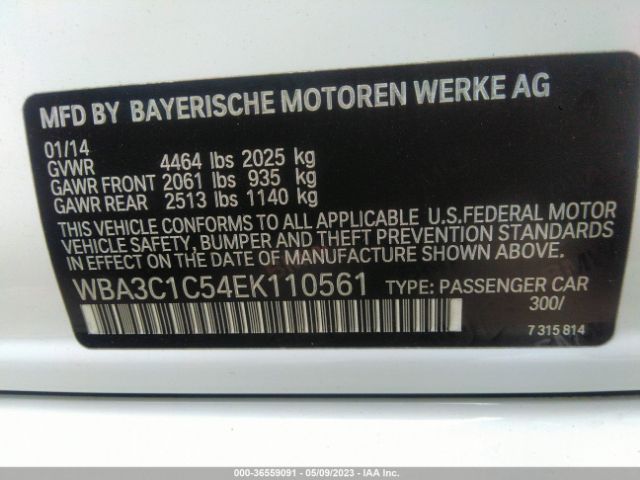 MFD BY BAYERISCHE MOTOREN WERKE AG
01/14
GVWR 4464 lbs 2025 kg
GAWR FRONT 2061 lbs 935 kg
GAWR REAR 2513 lbs 1140 kg
THIS VEHICLE CONFORMS TO ALL APPLICABLE U.S.FEDERAL MOTOR
VEHICLE SAFETY, BUMPER AND THEFT PREVENTION STANDARDS
IN EFFECT ON THE DATE OF MANUFACTURE SHOWN ABOVE.
WBA3C1C54EK110561 TYPE: PASSENGER CAR
300/
7 315 814
000-36559091 - 05/09/2023 - IAAI.COM